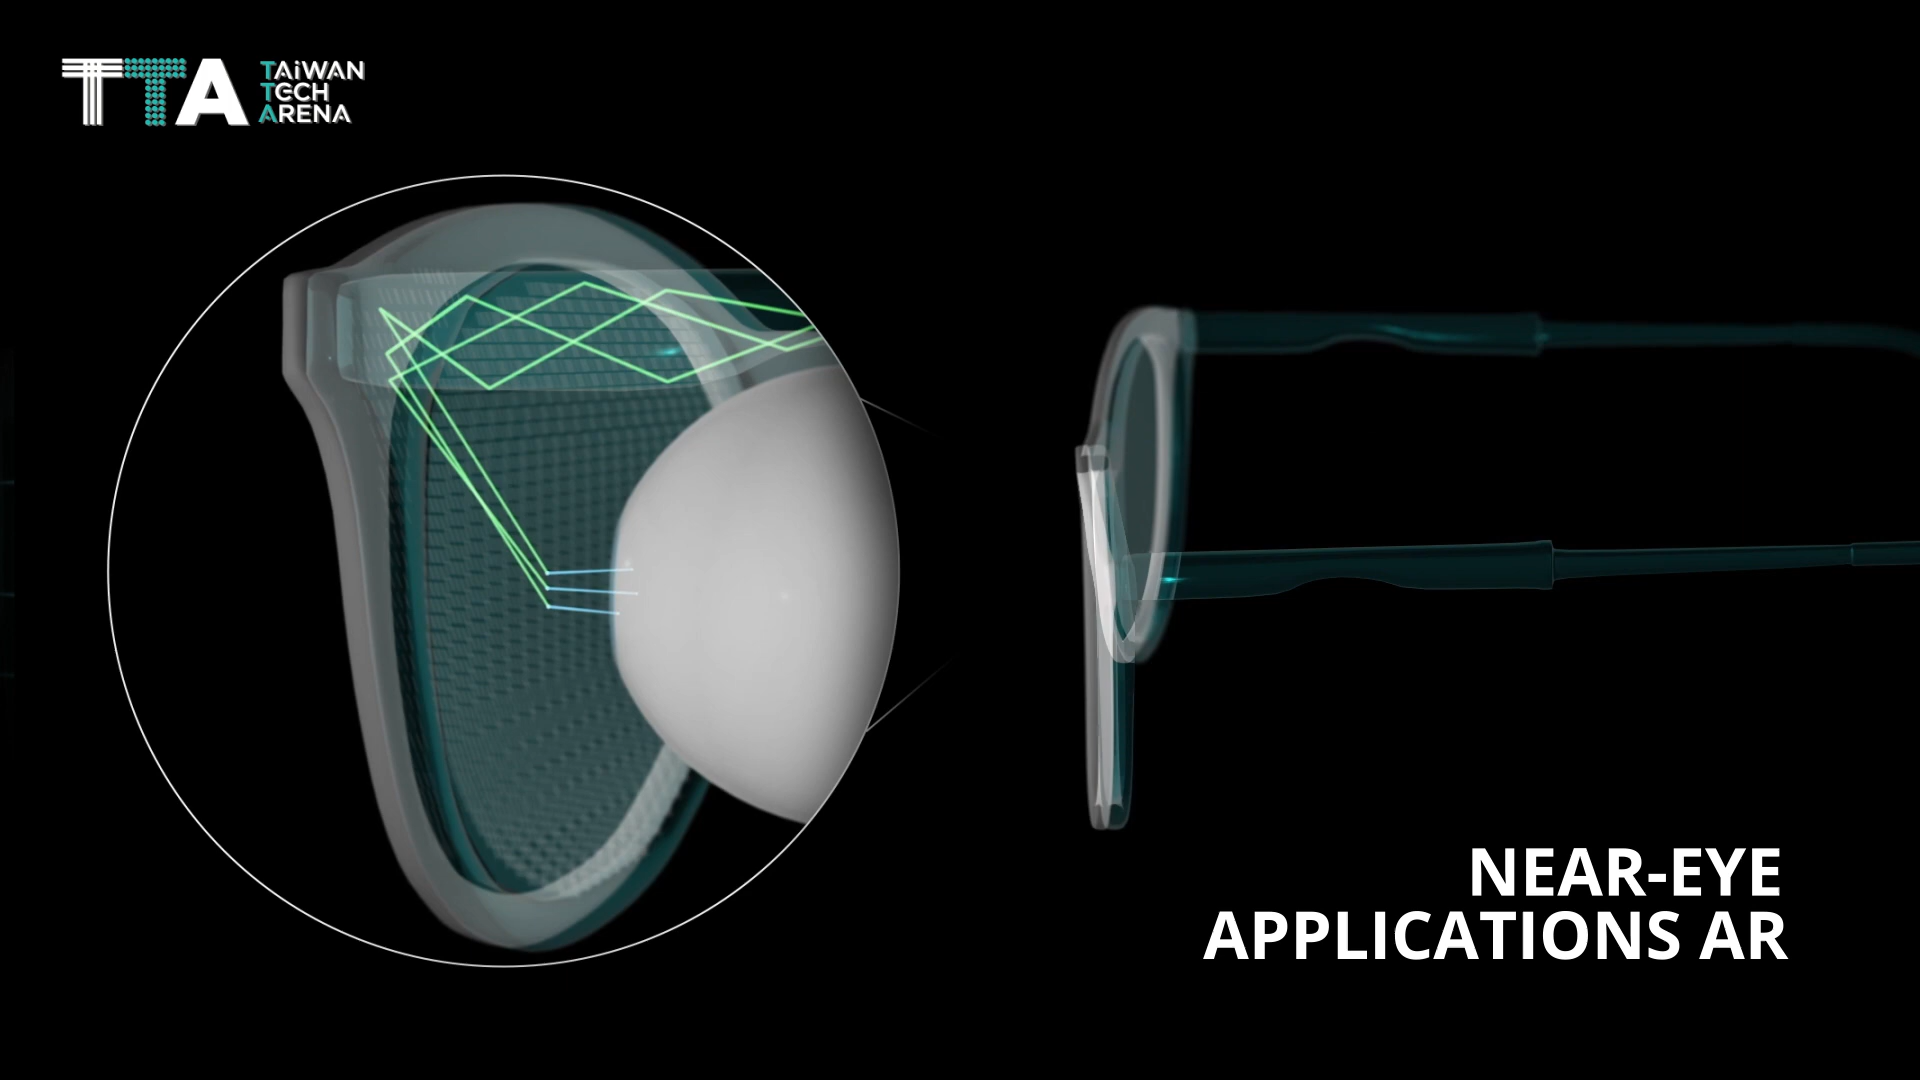 TTA
TAiWAN
TECH
ARENA
NEAR-EYE
APPLICATIONS AR